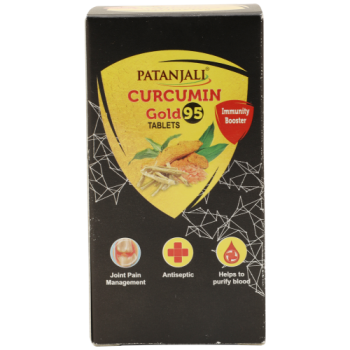 PATANJALI®
CURCUMIN
Gold 95
TABLETS
Immunity
Booster
Joint Pain
Management
Antiseptic
Helps to
purify blood